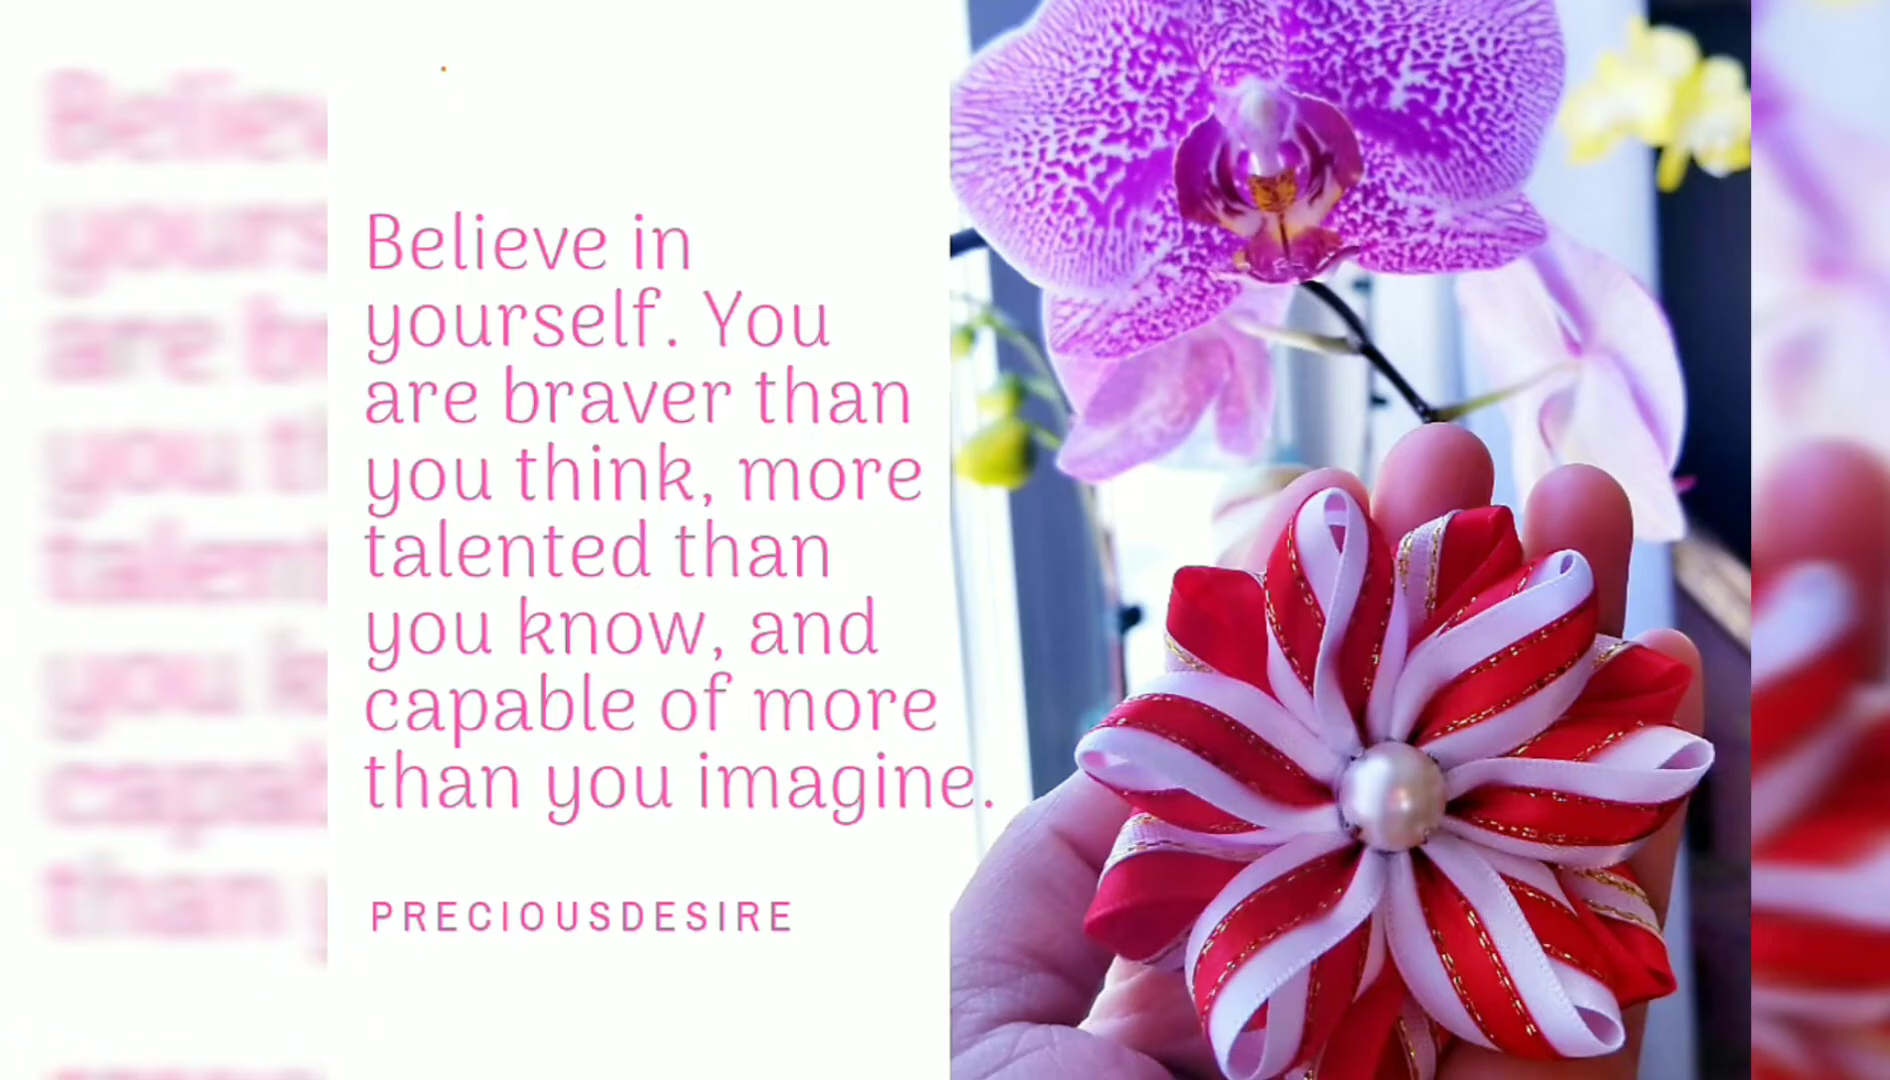 Believe in
yourself. You
are braver than
you think, more
talented than
you know, and
capable of more
than you imagine.
PRECIOUSDESIRE